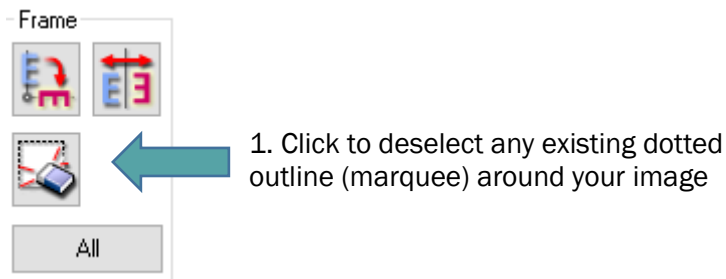 Frame
1. Click to deselect any existing dotted
outline (marquee) around your image
All